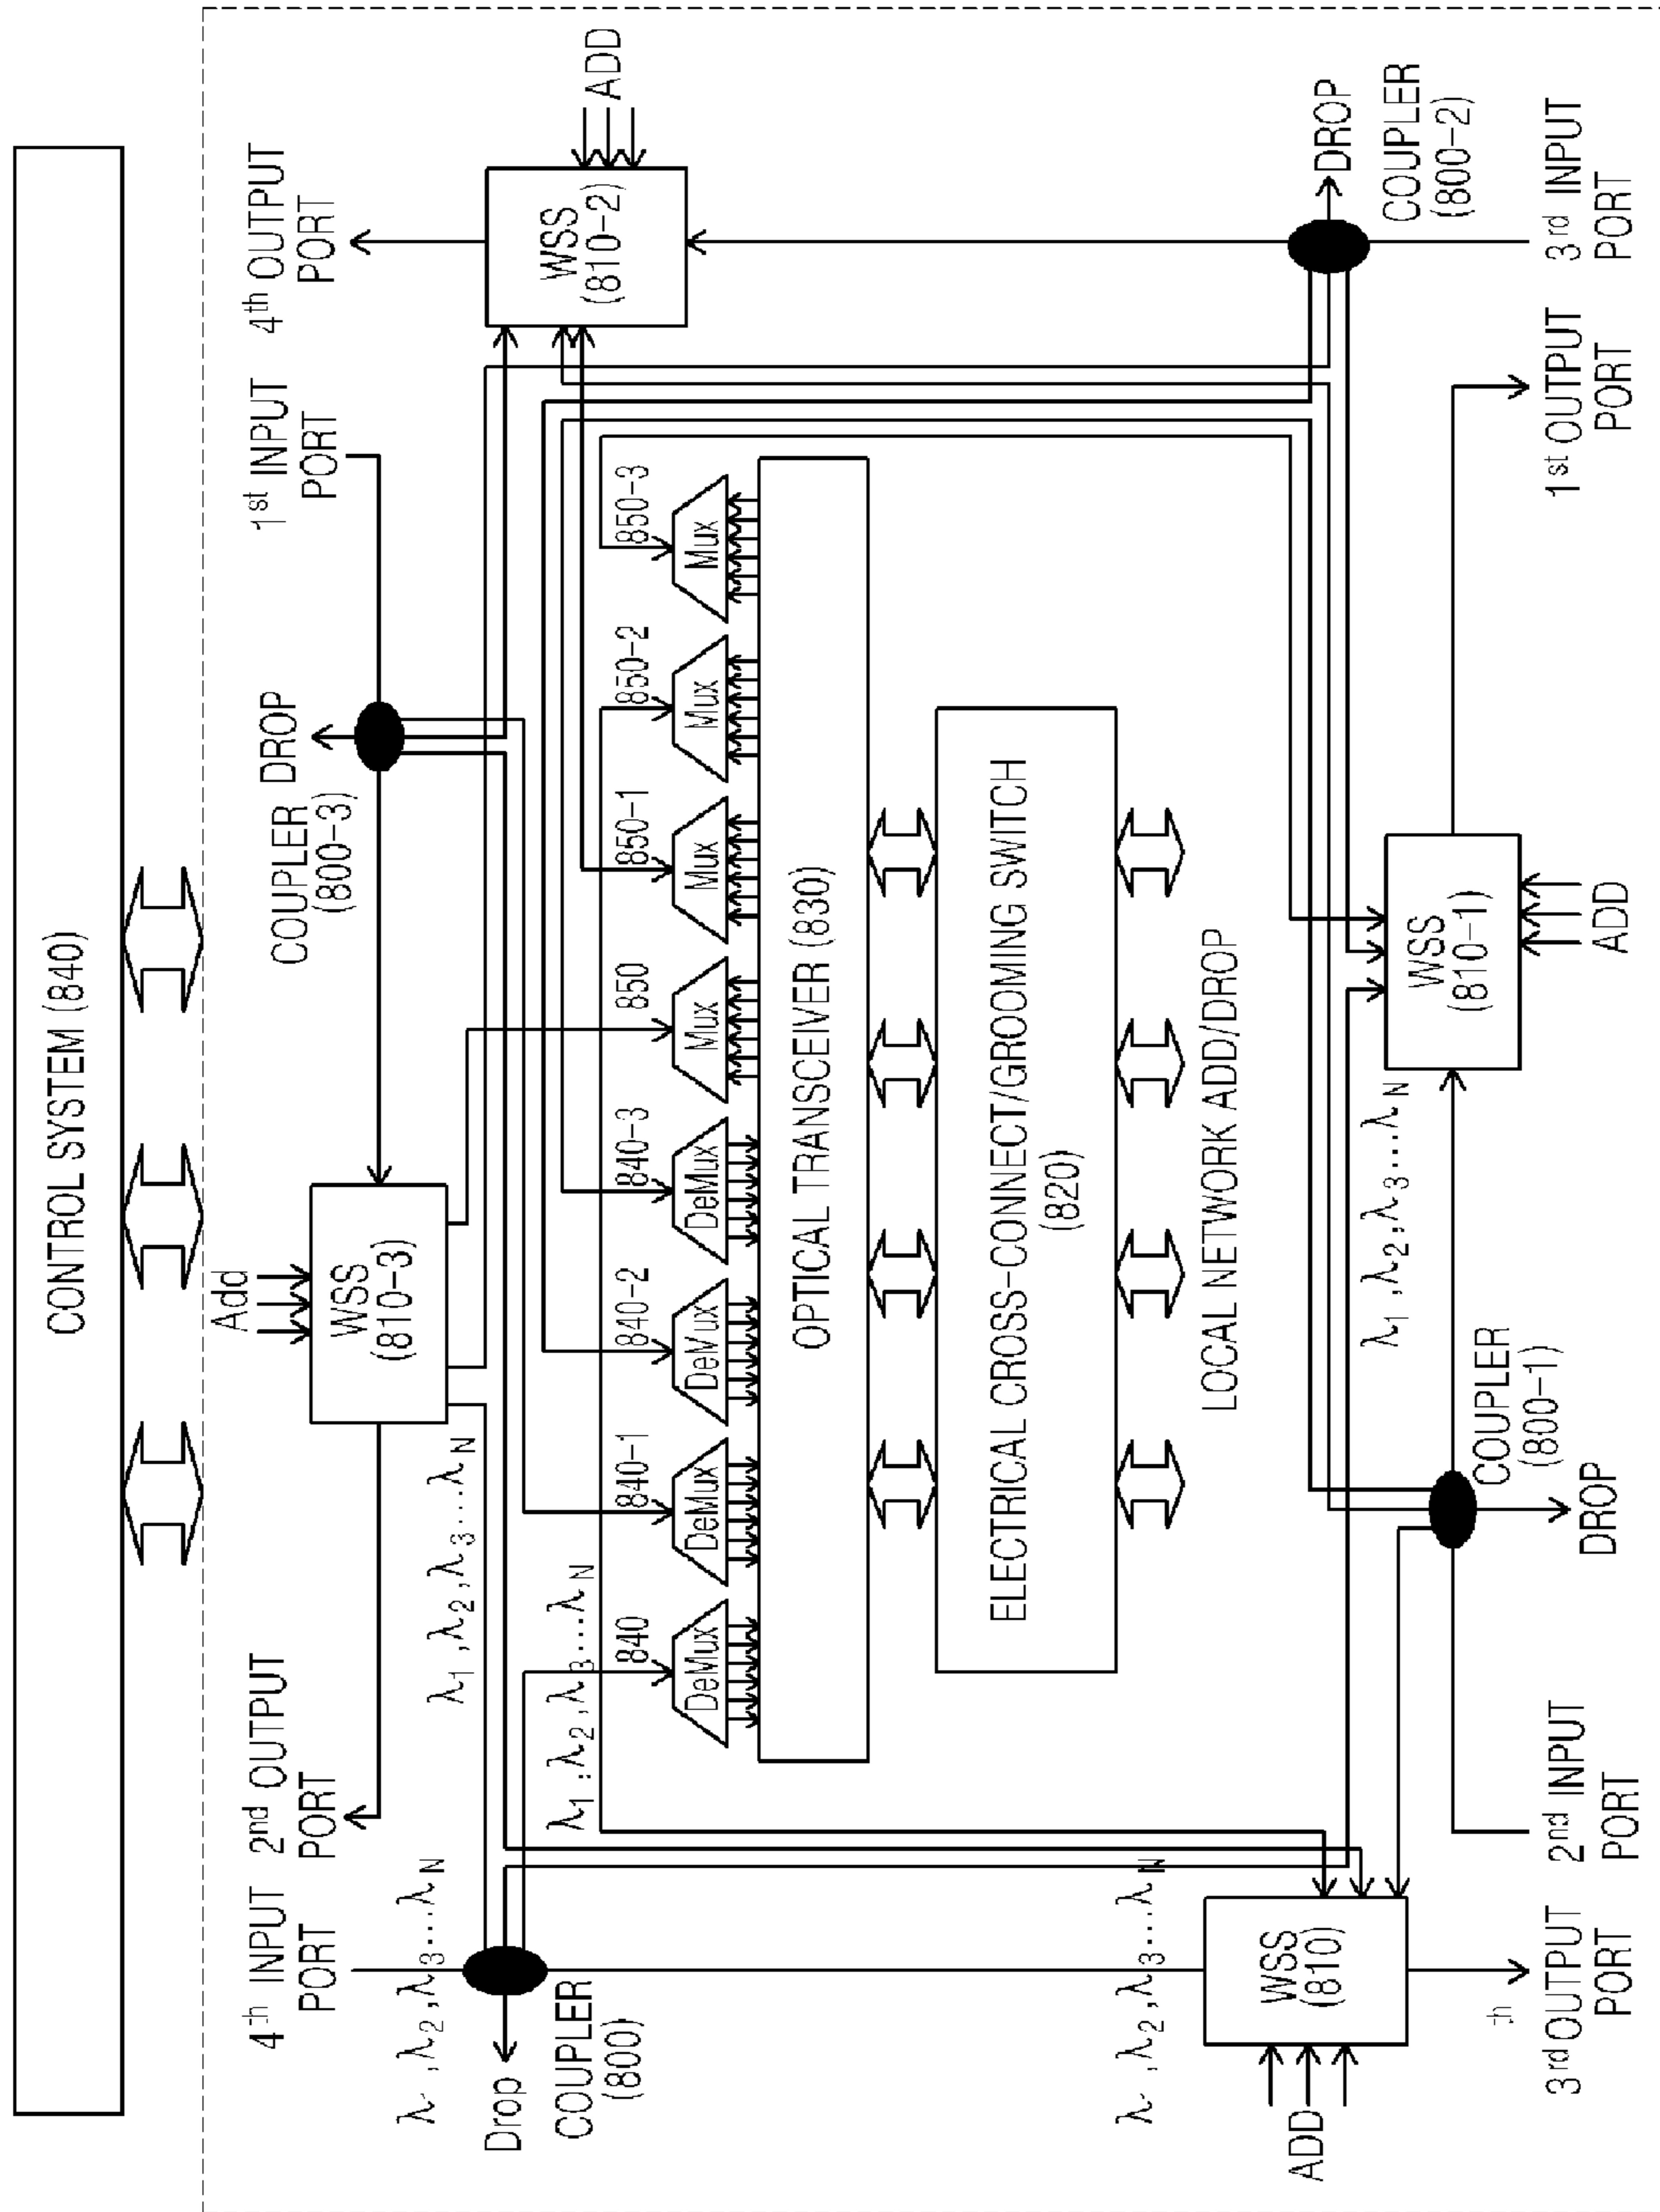 CONTROL SYSTEM (840)
4th INPUT
PORT
2nd OUTPUT
PORT
Add
WSS
(810-3)
COUPLER
(800-3)
DROP
1st INPUT
PORT
4th OUTPUT
PORT
λ , λ2, λ3...λN
λ1, λ2, λ3...λN
Drop
COUPLER
(800)
λ1, λ2, λ3...λN
WSS
(810-2)
ADD
840
840-1
840-2
840-3
850
850-1
850-2
850-3
DeMux
DeMux
DeMux
DeMux
Mux
Mux
Mux
Mux
OPTICAL TRANSCEIVER (830)
ELECTRICAL CROSS-CONNECT/GROOMING SWITCH
(820)
LOCAL NETWORK ADD/DROP
λ , λ2, λ3...λN
ADD
WSS
(810)
λ1, λ2, λ3...λN
WSS
(810-1)
ADD
DROP
COUPLER
(800-2)
COUPLER
(800-1)
DROP
th
3rd OUTPUT
PORT
2nd INPUT
PORT
1st OUTPUT
PORT
3rd INPUT
PORT